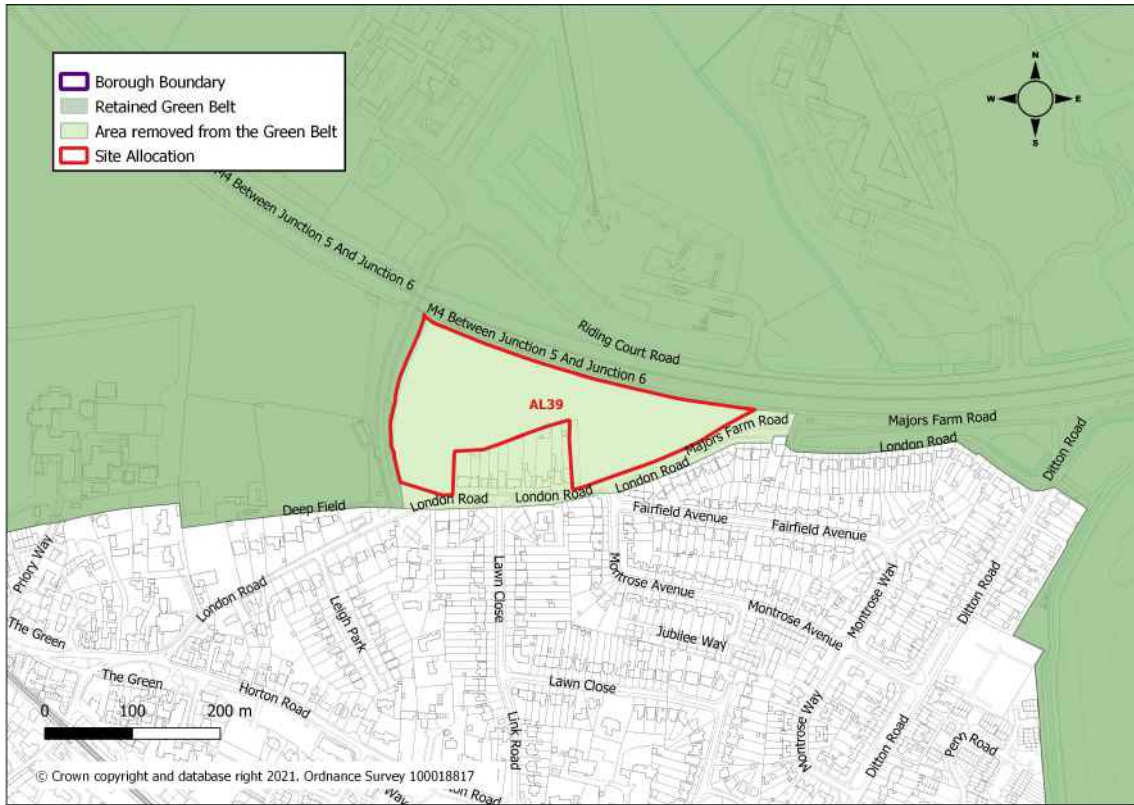 Borough Boundary
Retained Green Belt
Area removed from the Green Belt
Site Allocation
N
W
E
S
M4 Between Junction 5 And Junction 6
M4 Between Junction 5 And Junction 6
Riding Court Road
AL39
Majors Farm Road
Majors Farm Road
London Road
London Road
London Road
London Road
Ditton Road
Deep Field
Fairfield Avenue
Fairfield Avenue
Priory Way
London Road
Lawn Close
Montrose Avenue
Montrose Avenue
Montrose Way
Ditton Road
Leigh Park
Jubilee Way
The Green
The Green
Horton Road
Lawn Close
Link Road
Montrose Way
Ditton Road
0 100 200 m
© Crown copyright and database right 2021. Ordnance Survey 100018817